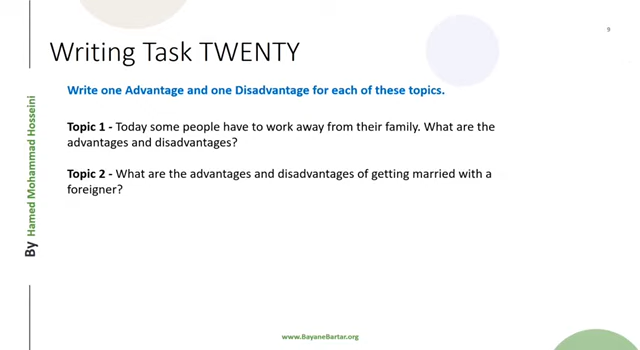 9
Writing Task TWENTY
Write one Advantage and one Disadvantage for each of these topics.
Topic 1 - Today some people have to work away from their family. What are the
advantages and disadvantages?
Topic 2 - What are the advantages and disadvantages of getting married with a
foreigner?
By Hamed Mohammad Hosseini
www.BayaneBartar.org